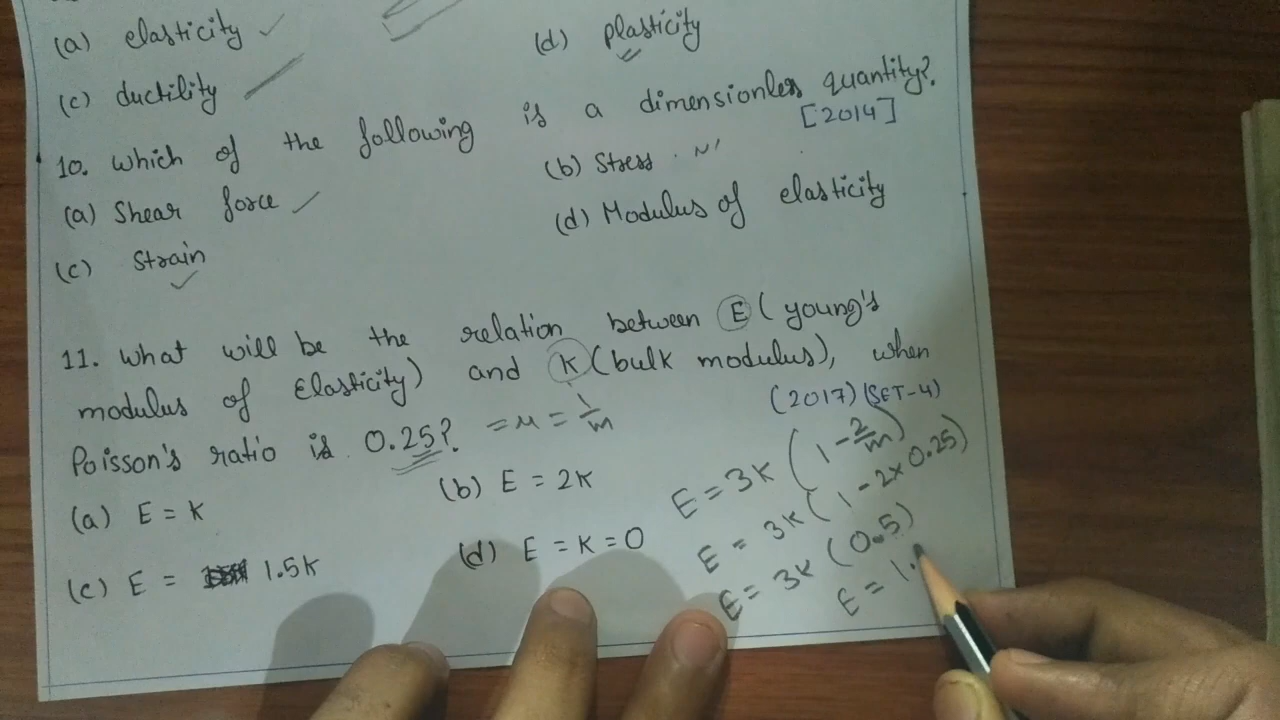 (a) elasticity
(d) plasticity
(c) ductility
10. which of the following is a dimensionless quantity?
[2014]
(a) Shear force
(b) Stress
(c) Strain
(d) Modulus of elasticity
11. what will be the relation between E (young's
modulus of Elasticity) and K (bulk modulus), when
Poisson's ratio is 0.25? = μ = 1/m
(2017) (SET-4)
(a) E = K
(b) E = 2K
(c) E = 1.5K
(d) E = K = 0
E = 3K (1 - 2/m)
E = 3K (1 - 2x0.25)
E = 3K (0.5)
E = 1.